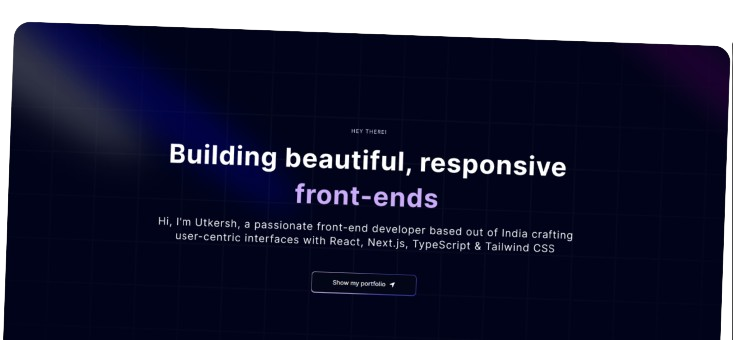 HEY THERE!
Building beautiful, responsive
front-ends
Hi, I'm Utkersh, a passionate front-end developer based out of India crafting
user-centric interfaces with React, Next.js, TypeScript & Tailwind CSS
Show my portfolio